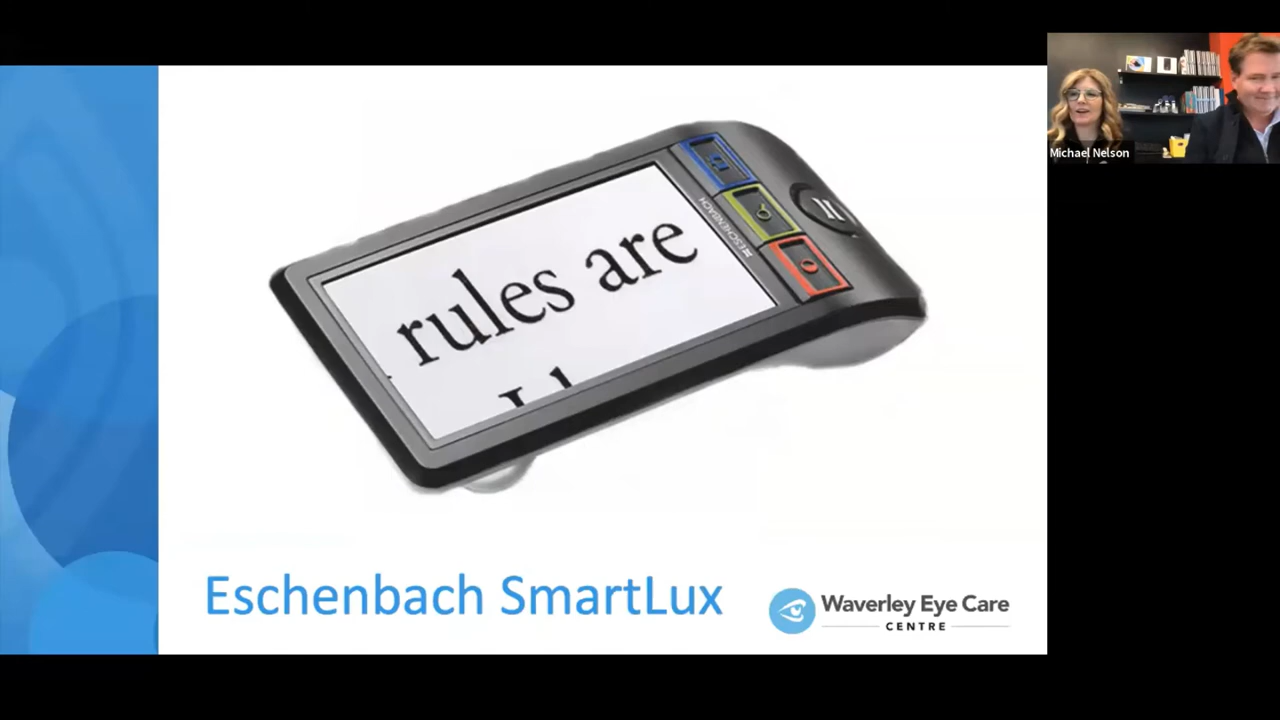 rules are
ESCHENBACH
Michael Nelson
Eschenbach SmartLux
Waverley Eye Care
CENTRE